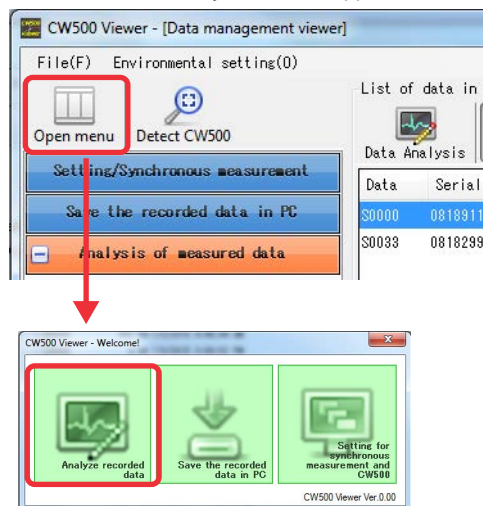 CW500 Viewer - [Data management viewer]
File(F) Environmental setting(O)
Open menu Detect CW500
List of data in
Data Analysis
Setting/Synchronous measurement
Save the recorded data in PC
Analysis of measured data
Data Serial
S0000 0818911
S0033 0818299
CW500 Viewer - Welcome!
Analyze recorded
data
Save the recorded
data in PC
Setting for
synchronous
measurement and
CW500
CW500 Viewer Ver.0.00